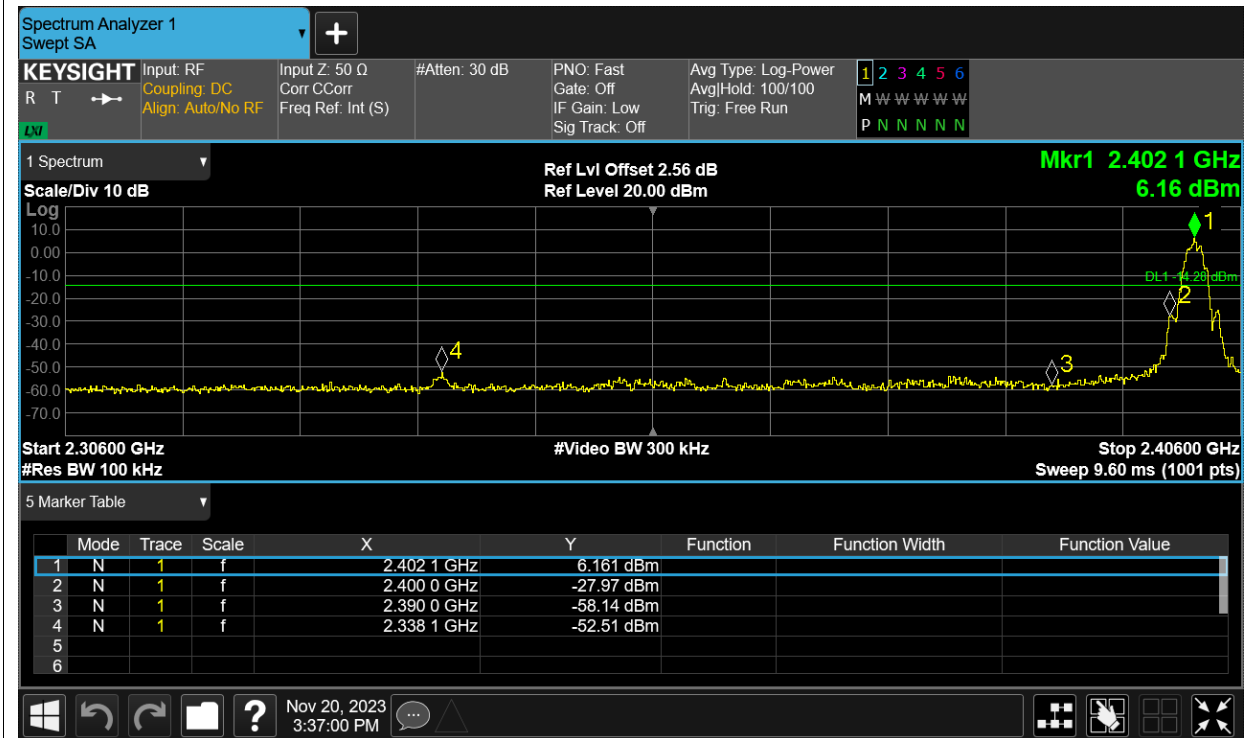 Spectrum Analyzer 1
Swept SA
+
KEYSIGHT
R T
LXI
Input: RF
Coupling: DC
Align: Auto/No RF
Input Z: 50 Ω
Corr CCorr
Freq Ref: Int (S)
#Atten: 30 dB
PNO: Fast
Gate: Off
IF Gain: Low
Sig Track: Off
Avg Type: Log-Power
Avg|Hold: 100/100
Trig: Free Run
1 2 3 4 5 6
M W W W W W
P N N N N N
1 Spectrum
Scale/Div 10 dB
Ref Lvl Offset 2.56 dB
Ref Level 20.00 dBm
Mkr1 2.402 1 GHz
6.16 dBm
Log
10.0
0.00
-10.0
-20.0
-30.0
-40.0
-50.0
-60.0
-70.0
1
DL1 -14.28 dBm
2
4
3
Start 2.30600 GHz #Video BW 300 kHz Stop 2.40600 GHz
#Res BW 100 kHz Sweep 9.60 ms (1001 pts)
5 Marker Table
Mode Trace Scale X Y Function Function Width Function Value
1 N 1 f 2.402 1 GHz 6.161 dBm
2 N 1 f 2.400 0 GHz -27.97 dBm
3 N 1 f 2.390 0 GHz -58.14 dBm
4 N 1 f 2.338 1 GHz -52.51 dBm
5
6
?
Nov 20, 2023
3:37:00 PM